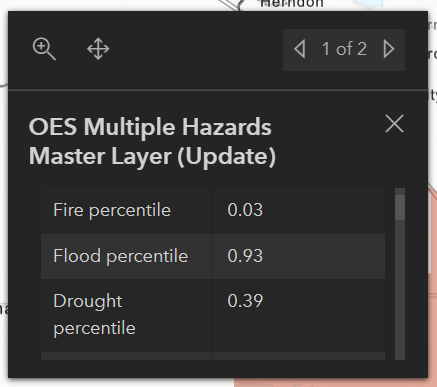 Herndon
1 of 2
OES Multiple Hazards
Master Layer (Update)
Fire percentile 0.03
Flood percentile 0.93
Drought 0.39
percentile